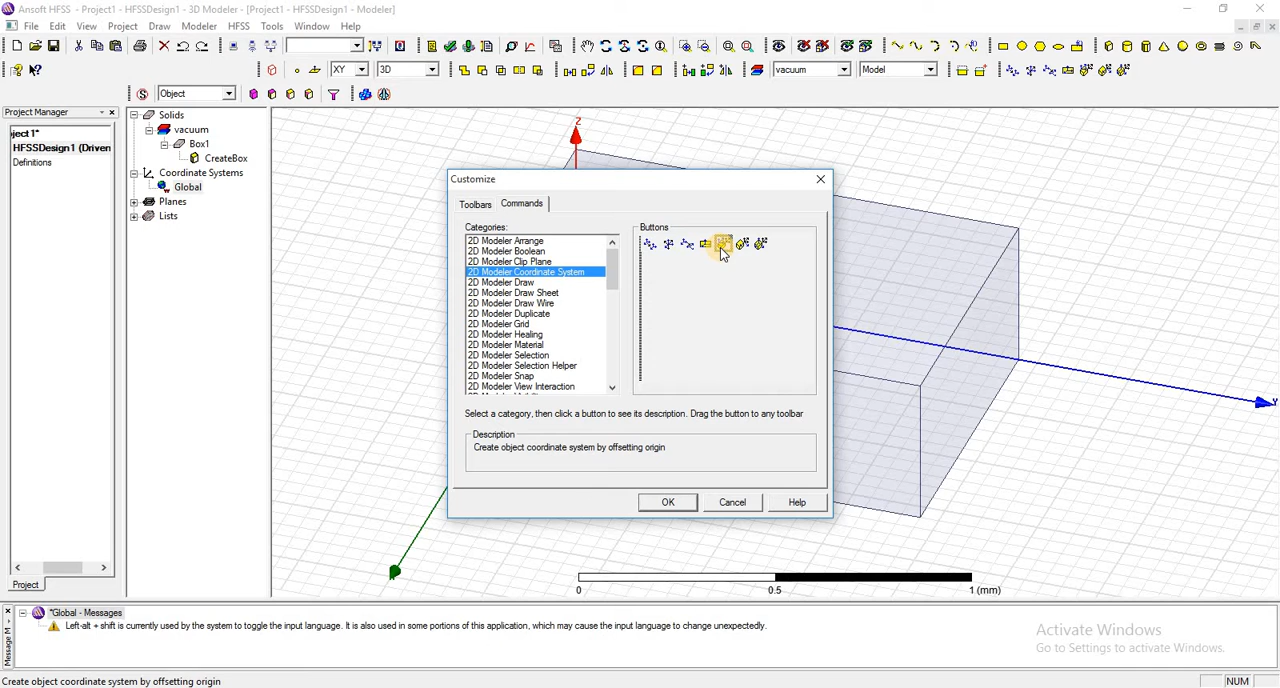 Ansoft HFSS - Project1 - HFSSDesign1 - 3D Modeler - [Project1 - HFSSDesign1 - Modeler]
File Edit View Project Draw Modeler HFSS Tools Window Help
XY 3D vacuum Model
Object
Project Manager
ject1*
HFSSDesign1 (Driven
Definitions
Project
Solids
vacuum
Box1
CreateBox
Coordinate Systems
Global
Planes
Lists
Z
Y
Customize
Toolbars Commands
Categories:
2D Modeler Arrange
2D Modeler Boolean
2D Modeler Clip Plane
2D Modeler Coordinate System
2D Modeler Draw
2D Modeler Draw Sheet
2D Modeler Draw Wire
2D Modeler Duplicate
2D Modeler Grid
2D Modeler Healing
2D Modeler Material
2D Modeler Selection
2D Modeler Selection Helper
2D Modeler Snap
2D Modeler View Interaction
Buttons
Select a category, then click a button to see its description. Drag the button to any toolbar
Description
Create object coordinate system by offsetting origin
OK Cancel Help
0 0.5 1 (mm)
*Global - Messages
Left-alt + shift is currently used by the system to toggle the input language. It is also used in some portions of this application, which may cause the input language to change unexpectedly.
Message M
Activate Windows
Go to Settings to activate Windows.
Create object coordinate system by offsetting origin
NUM